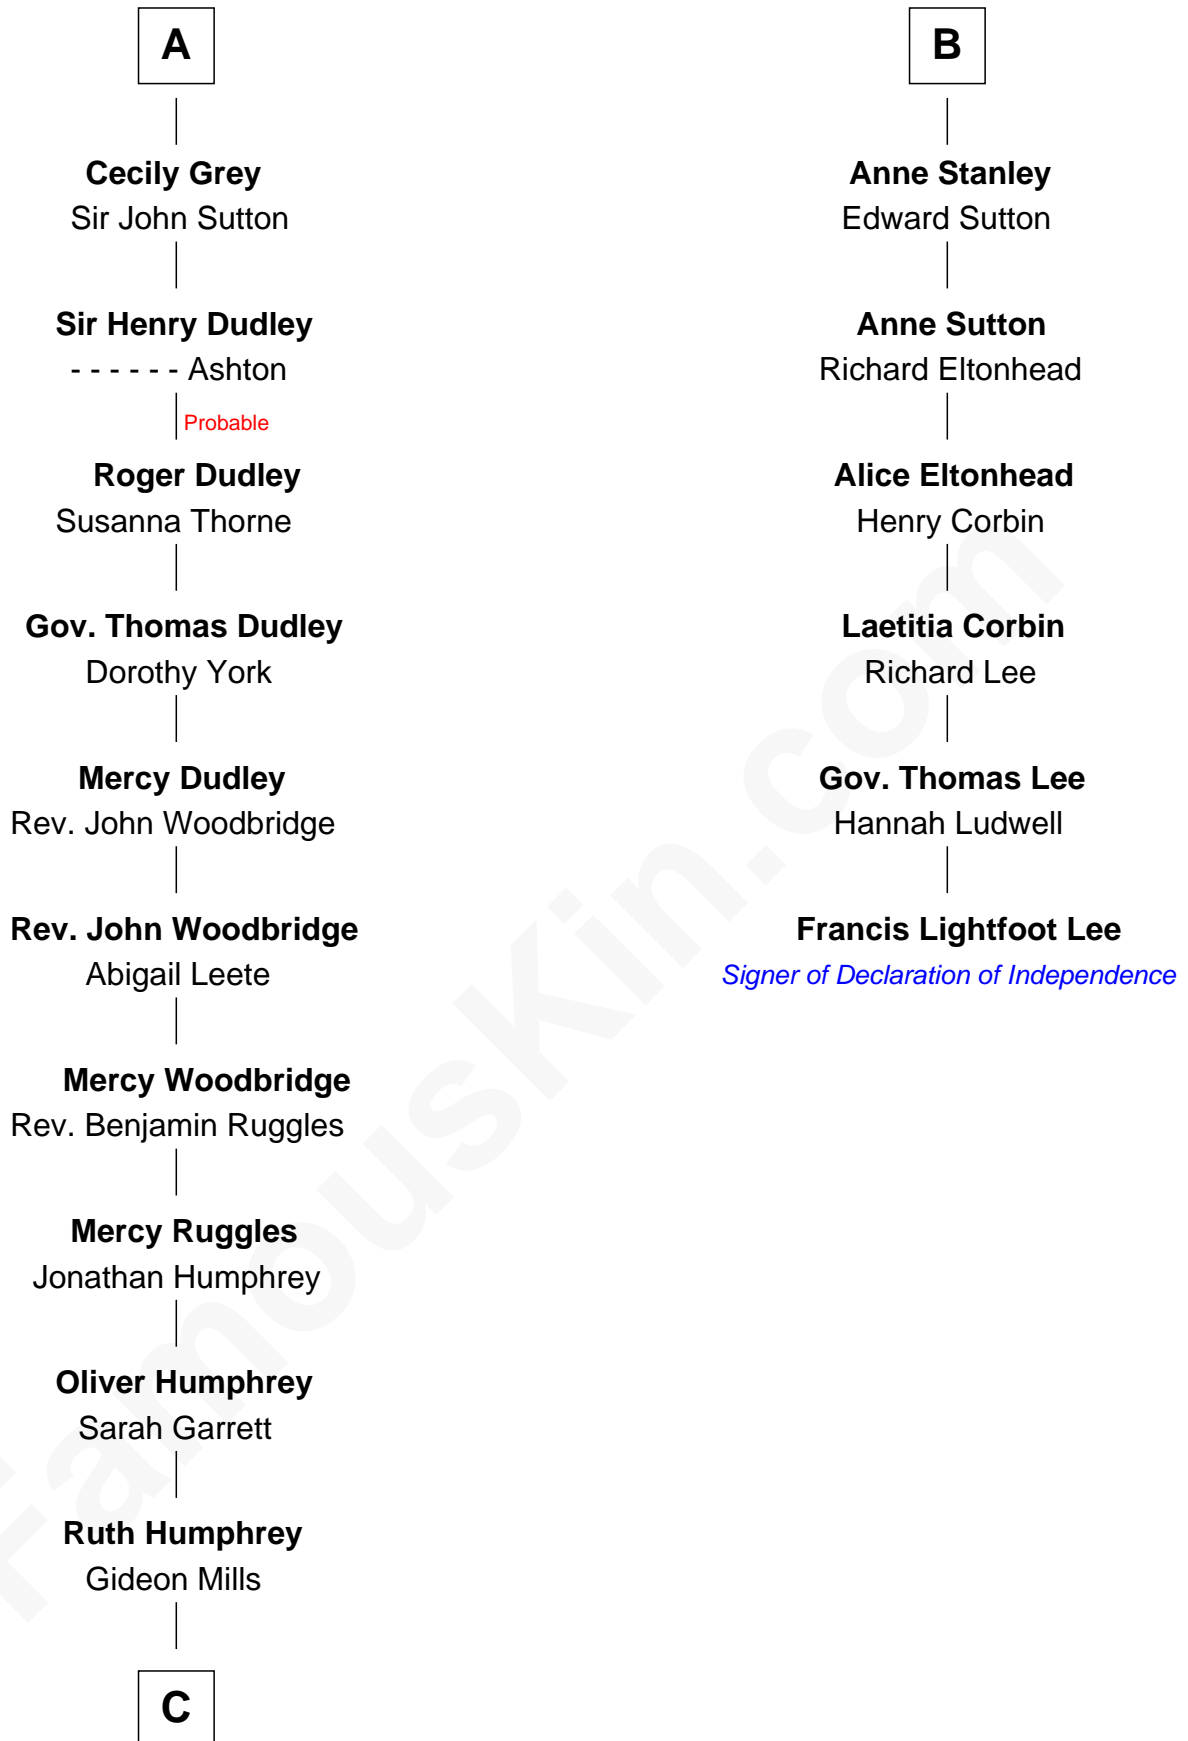 A
Cecily Grey
Sir John Sutton
Sir Henry Dudley
- - - - - - Ashton
Probable
Roger Dudley
Susanna Thorne
Gov. Thomas Dudley
Dorothy York
Mercy Dudley
Rev. John Woodbridge
Rev. John Woodbridge
Abigail Leete
Mercy Woodbridge
Rev. Benjamin Ruggles
Mercy Ruggles
Jonathan Humphrey
Oliver Humphrey
Sarah Garrett
Ruth Humphrey
Gideon Mills
C
B
Anne Stanley
Edward Sutton
Anne Sutton
Richard Eltonhead
Alice Eltonhead
Henry Corbin
Laetitia Corbin
Richard Lee
Gov. Thomas Lee
Hannah Ludwell
Francis Lightfoot Lee
Signer of Declaration of Independence
FamousKin.com